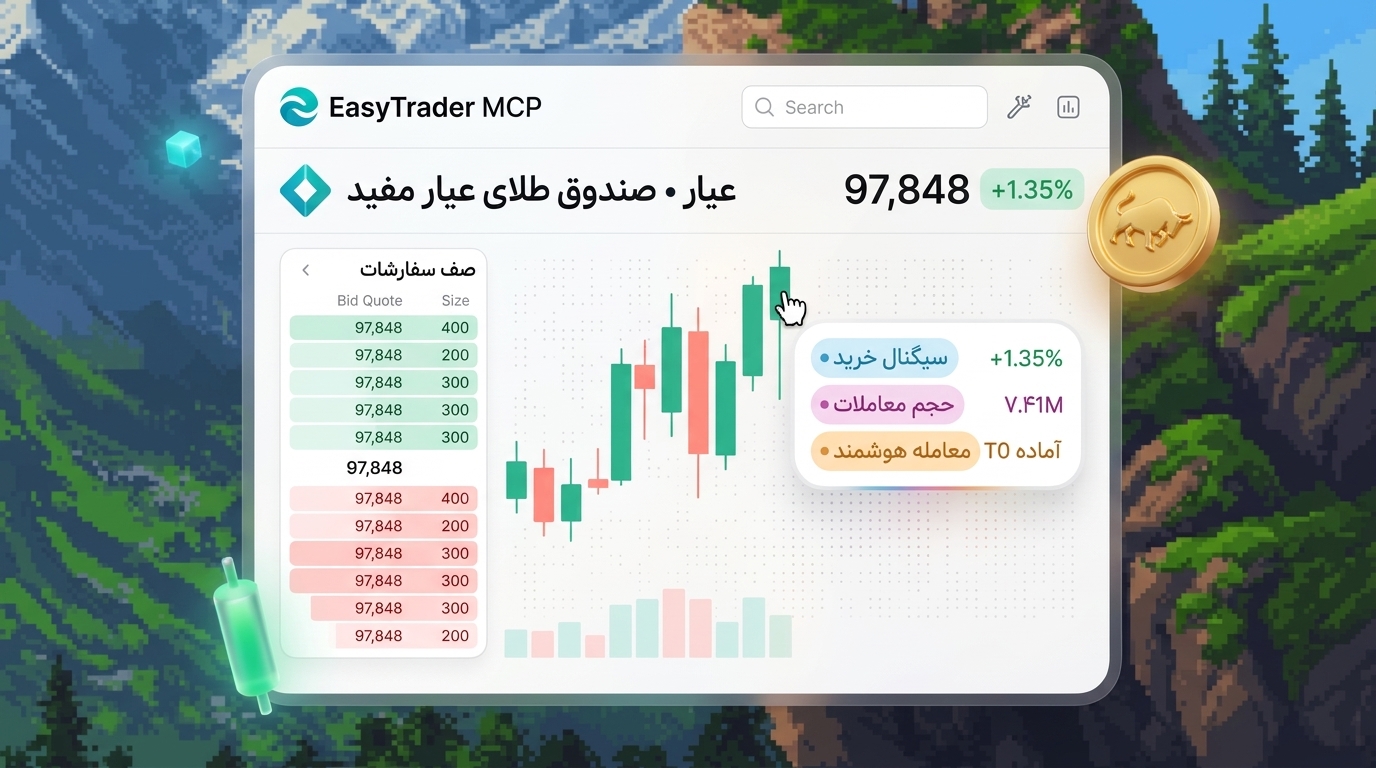 EasyTrader MCP
Search
عیار • صندوق طلای عیار مفید
97,848 +1.35%
صف سفارشات
Bid Quote Size
97,848 400
97,848 200
97,848 300
97,848 300
97,848 300
97,848
97,848 400
97,848 200
97,848 300
97,848 300
97,848 300
97,848 200
سیگنال خرید +1.35%
حجم معاملات ۷.۴۱M
معامله هوشمند آماده T0